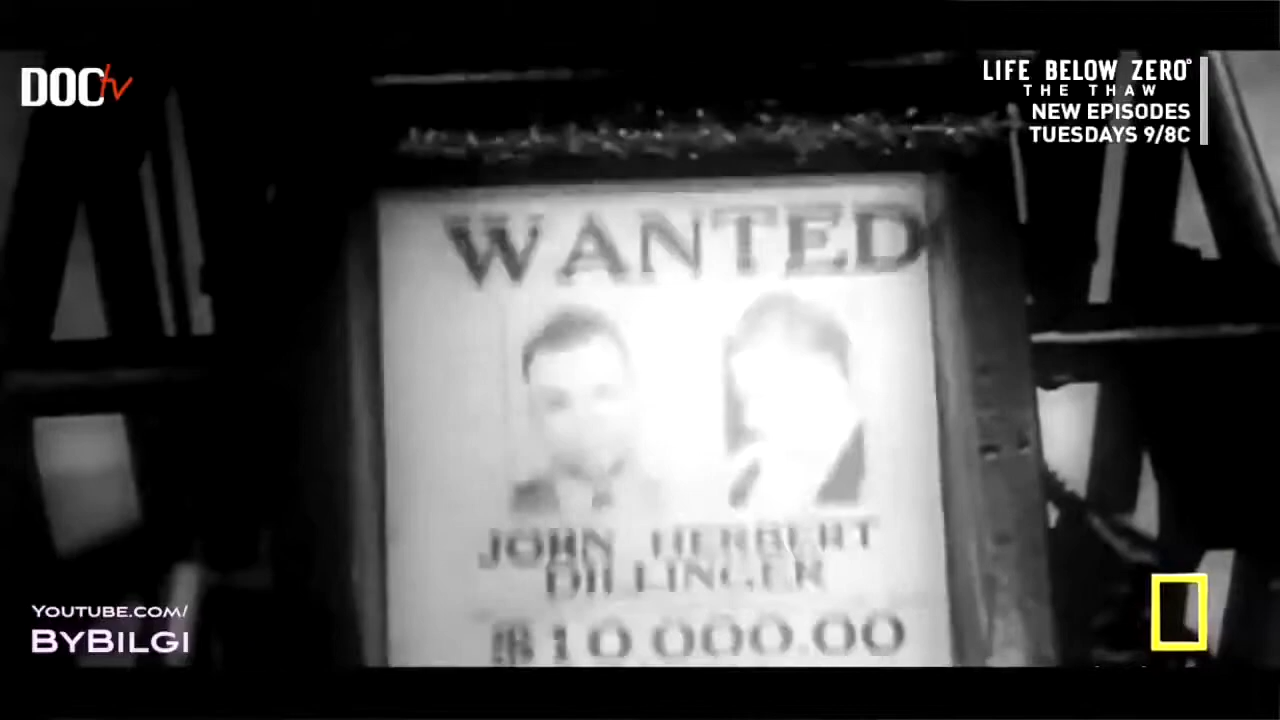 DOCtv
LIFE BELOW ZERO°
THE THAW
NEW EPISODES
TUESDAYS 9/8C
WANTED
JOHN HERBERT
DILLINGER
$10 000.00
YOUTUBE.COM/
BYBILGI